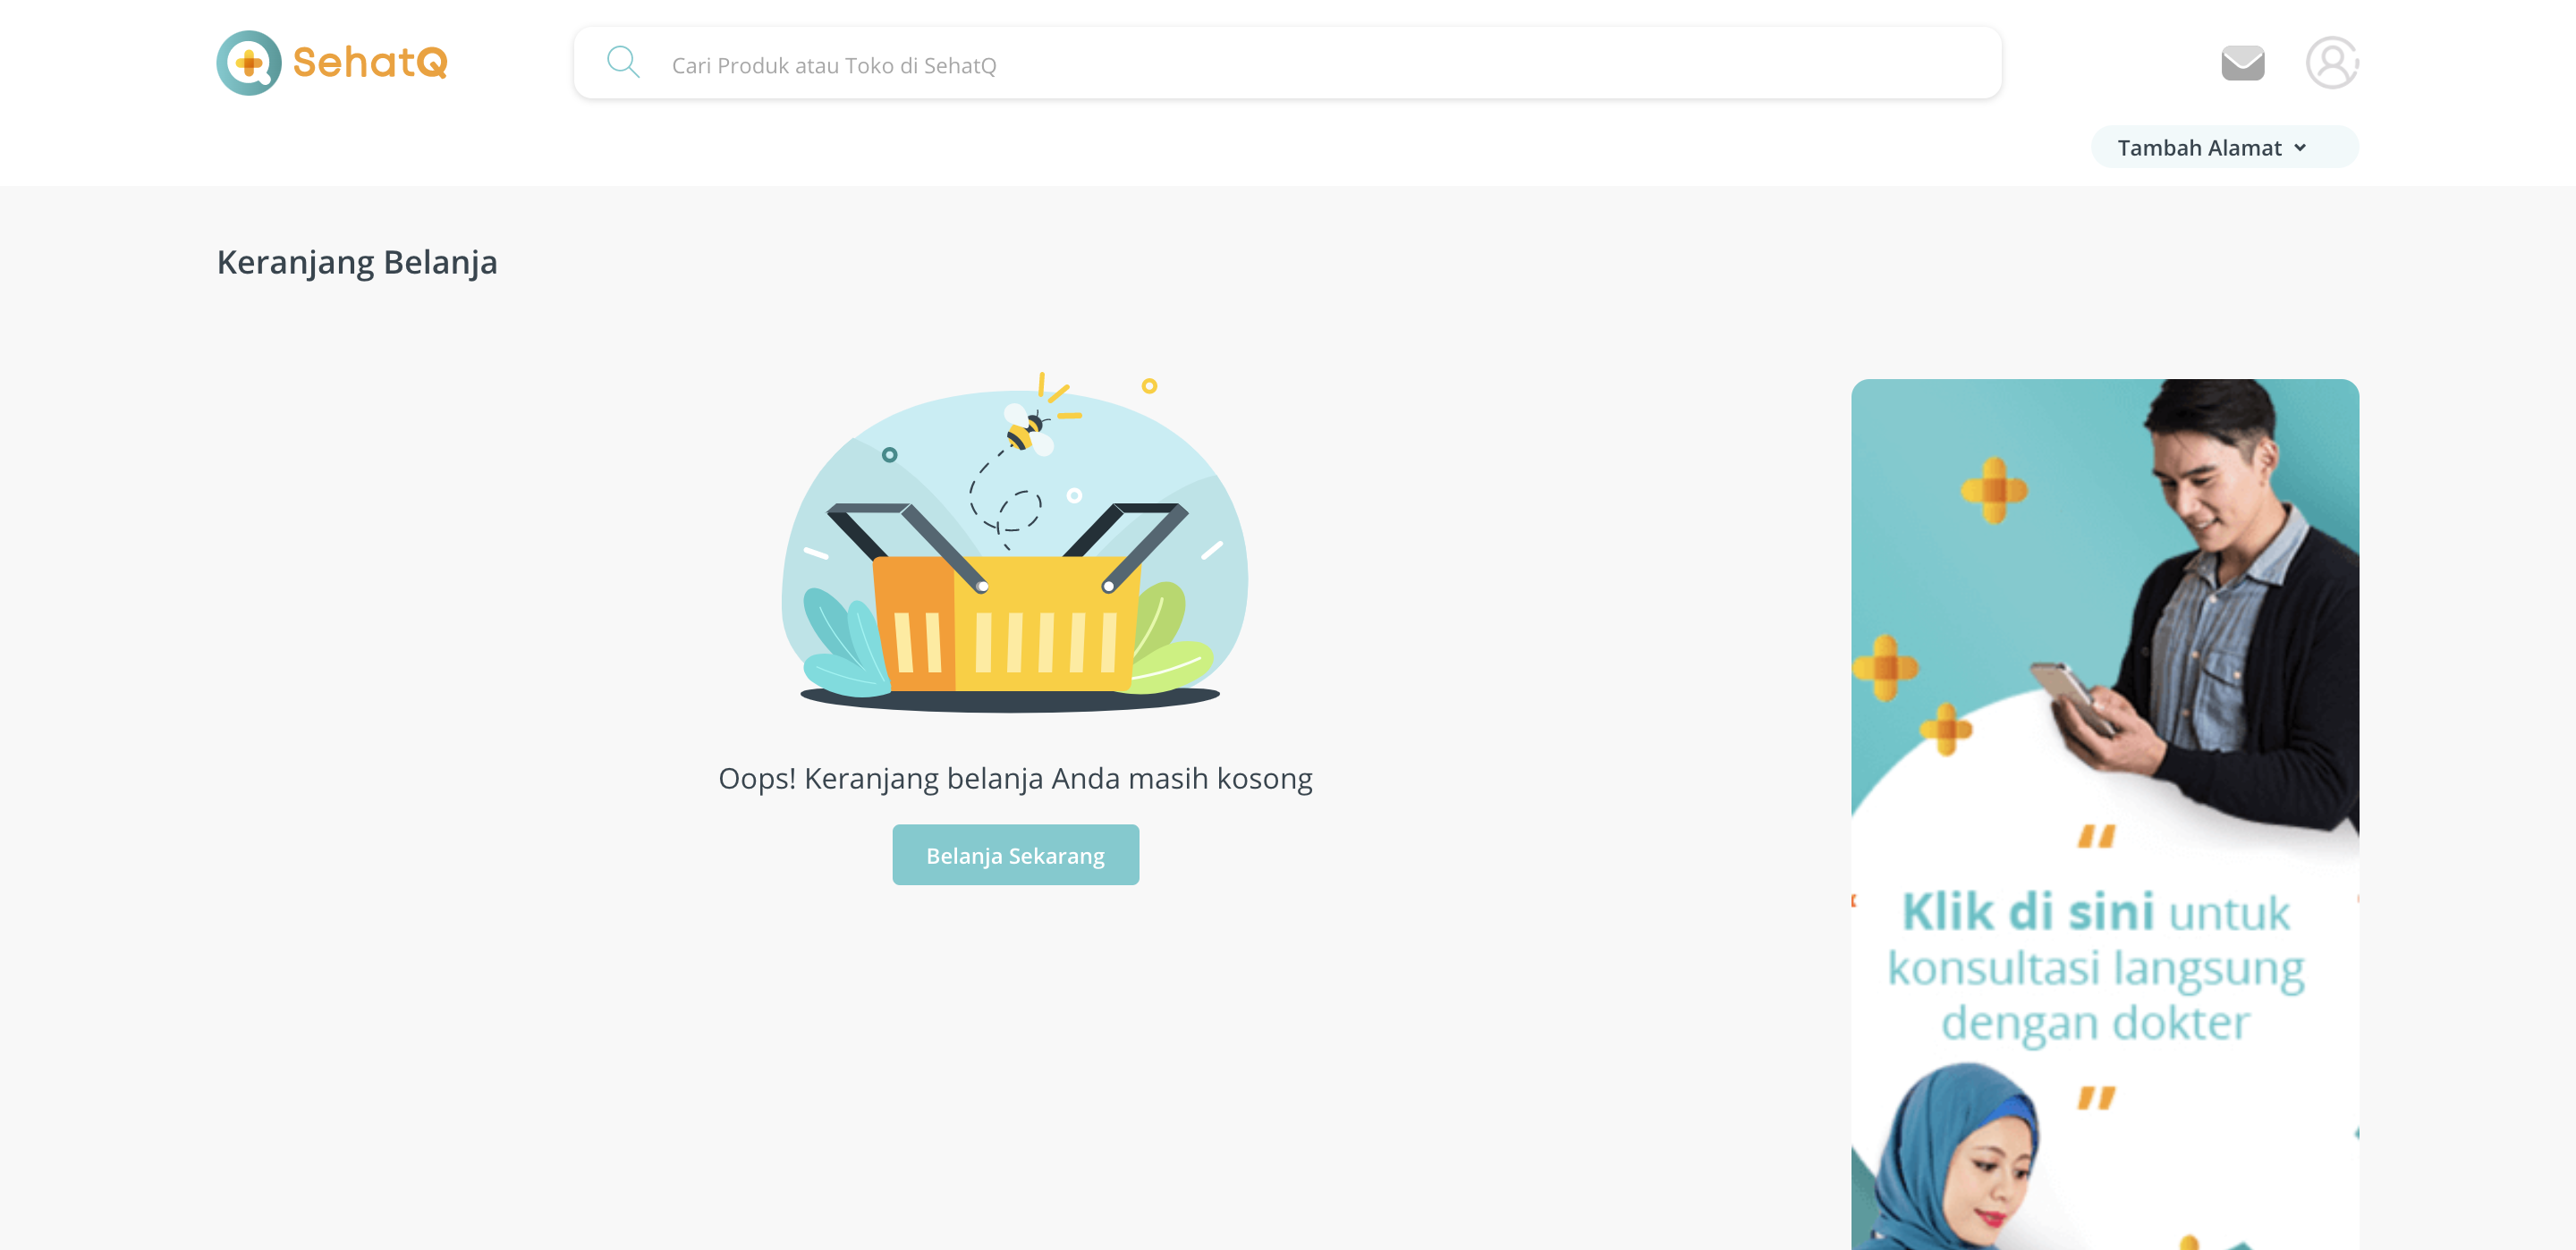 SehatQ
Cari Produk atau Toko di SehatQ
Tambah Alamat
Keranjang Belanja
Oops! Keranjang belanja Anda masih kosong
Belanja Sekarang
“
Klik di sini untuk
konsultasi langsung
dengan dokter
”